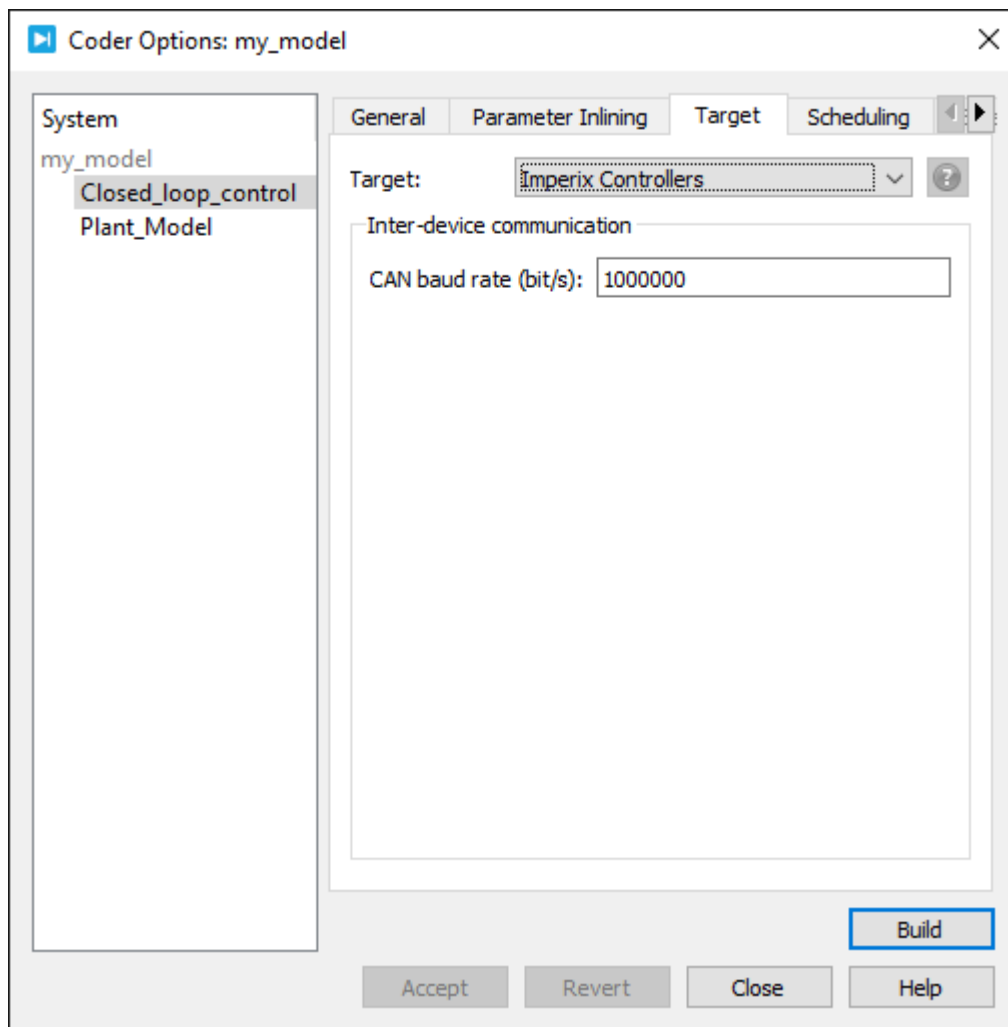 Coder Options: my_model
System
my_model
Closed_loop_control
Plant_Model
General Parameter Inlining Target Scheduling
Target: Imperix Controllers ?
Inter-device communication
CAN baud rate (bit/s): 1000000
Build
Accept Revert Close Help